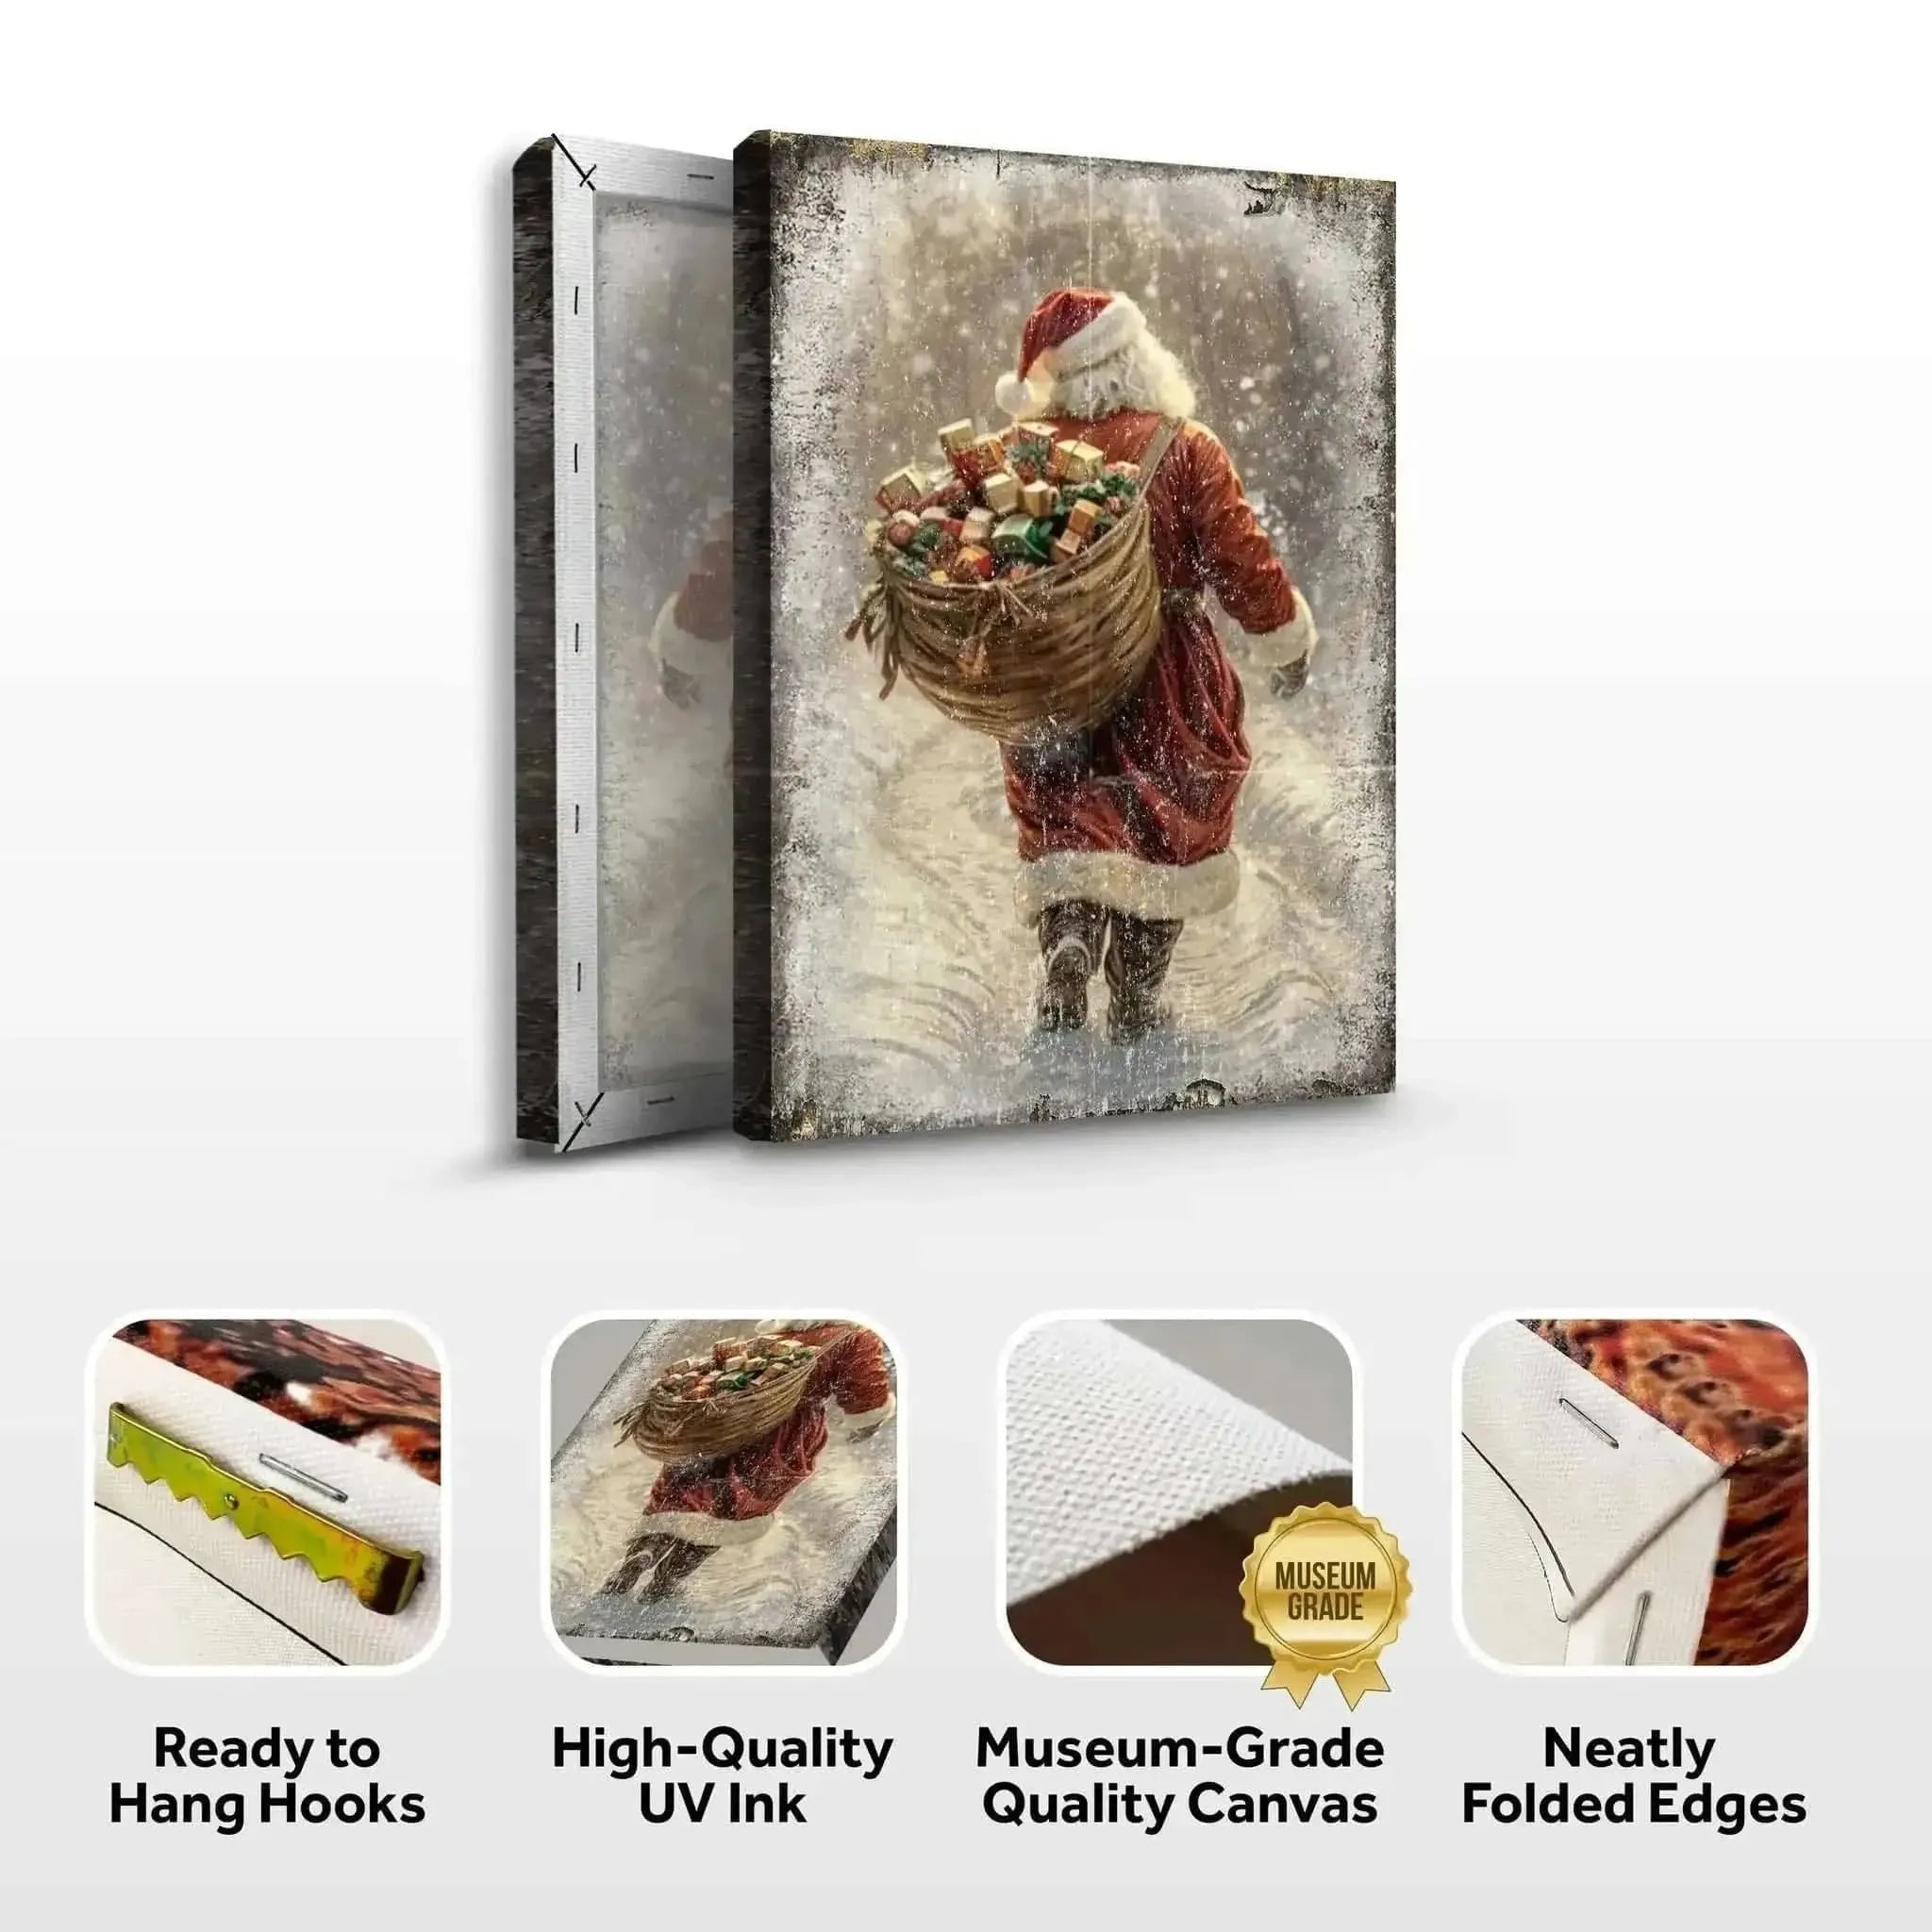 MUSEUM
GRADE
Ready to
Hang Hooks
High-Quality
UV Ink
Museum-Grade
Quality Canvas
Neatly
Folded Edges